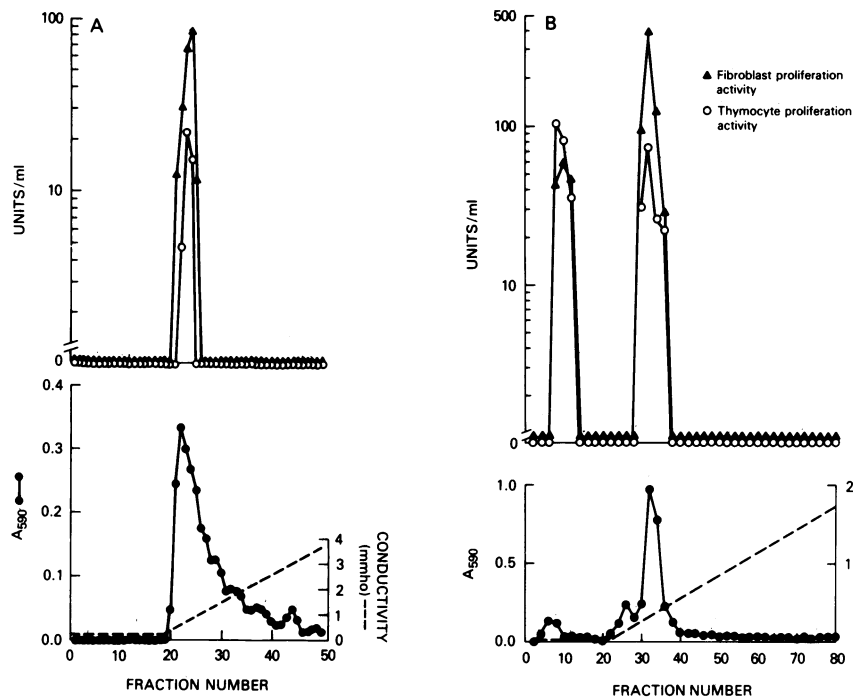 A
100
10
0
UNITS/ml
0.4
0.3
0.2
0.1
0.0
A590
4
3
2
1
0
CONDUCTIVITY
(mmho)
0 10 20 30 40 50
FRACTION NUMBER
B
500
100
10
0
UNITS/ml
Fibroblast proliferation
activity
Thymocyte proliferation
activity
1.0
0.5
0.0
A590
2
1
0 10 20 30 40 50 60 70 80
FRACTION NUMBER